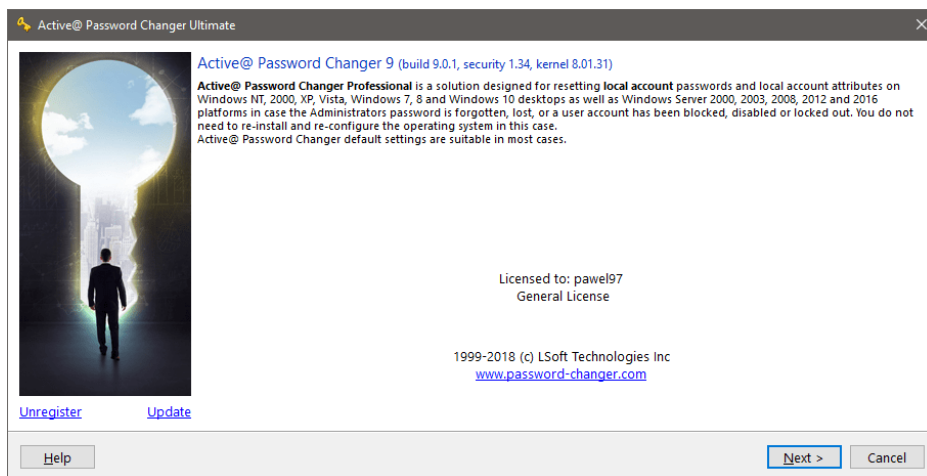 Active@ Password Changer Ultimate
Active@ Password Changer 9 (build 9.0.1, security 1.34, kernel 8.01.31)
Active@ Password Changer Professional is a solution designed for resetting local account passwords and local account attributes on
Windows NT, 2000, XP, Vista, Windows 7, 8 and Windows 10 desktops as well as Windows Server 2000, 2003, 2008, 2012 and 2016
platforms in case the Administrators password is forgotten, lost, or a user account has been blocked, disabled or locked out. You do not
need to re-install and re-configure the operating system in this case.
Active@ Password Changer default settings are suitable in most cases.
Licensed to: pawel97
General License
1999-2018 (c) LSoft Technologies Inc
www.password-changer.com
Unregister Update
Help Next > Cancel